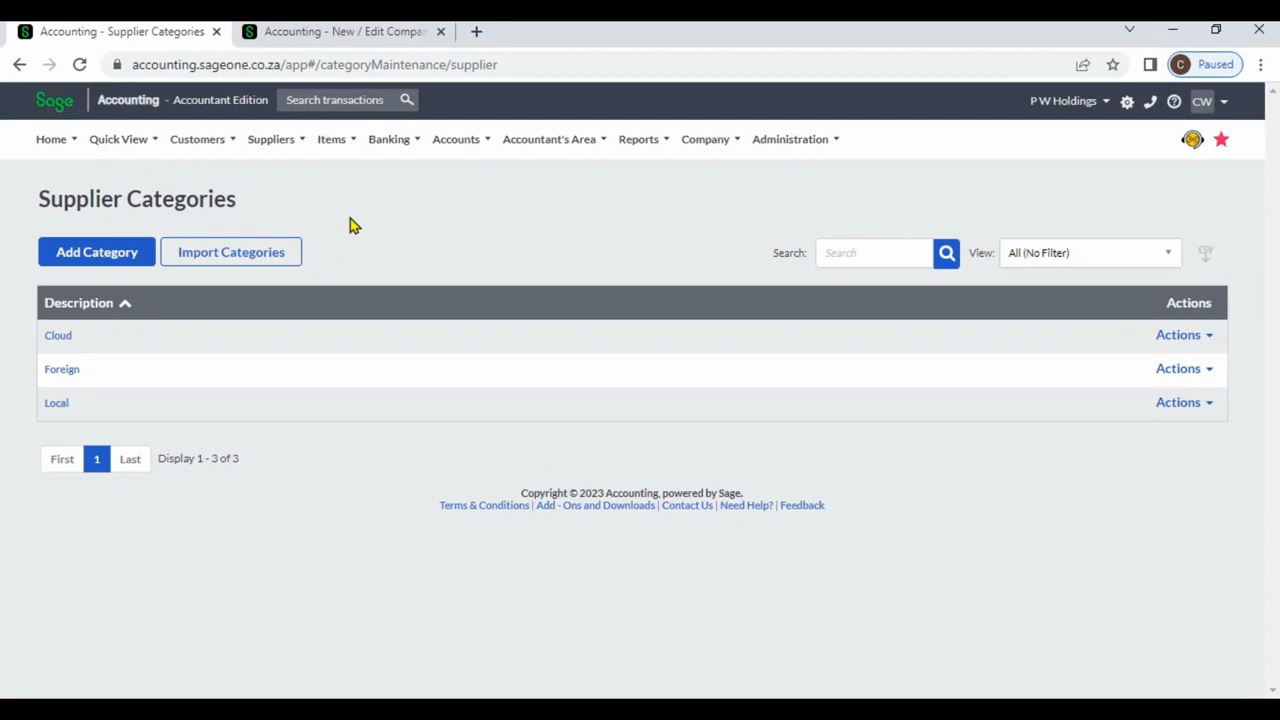 Accounting - Supplier Categories
Accounting - New / Edit Compa
accounting.sageone.co.za/app#/categoryMaintenance/supplier
C Paused
Sage Accounting - Accountant Edition Search transactions P W Holdings CW
Home Quick View Customers Suppliers Items Banking Accounts Accountant's Area Reports Company Administration
Supplier Categories
Add Category Import Categories Search: Search View: All (No Filter)
Description Actions
Cloud Actions
Foreign Actions
Local Actions
First 1 Last Display 1 - 3 of 3
Copyright © 2023 Accounting, powered by Sage.
Terms & Conditions | Add - Ons and Downloads | Contact Us | Need Help? | Feedback